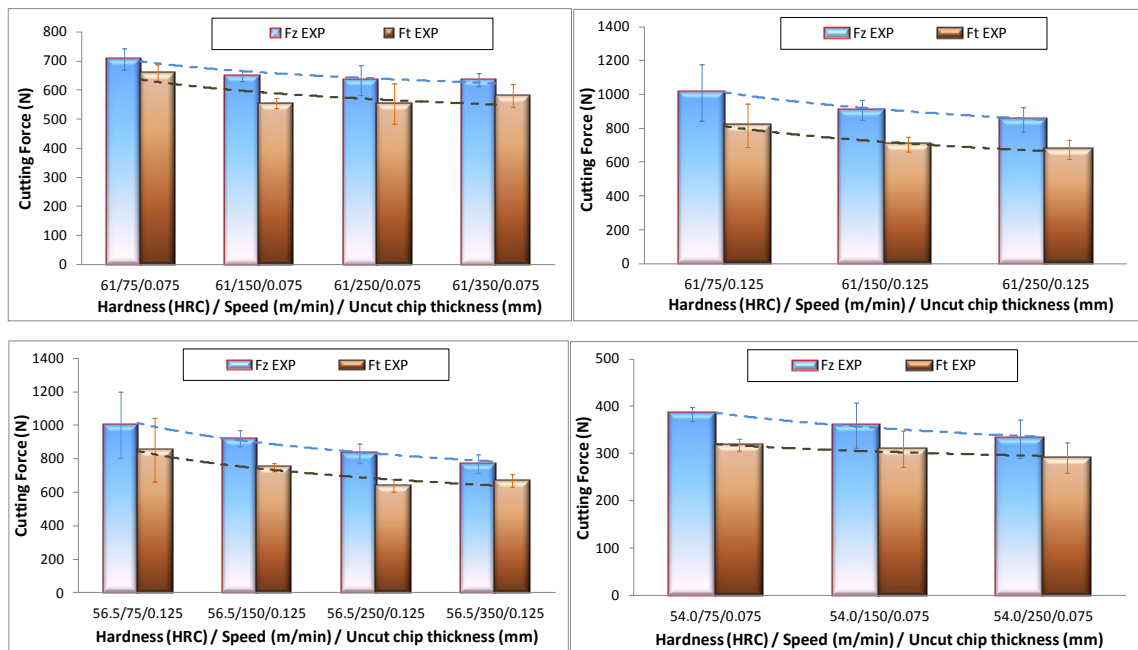 Fz EXP Ft EXP
Cutting Force (N)
800
700
600
500
400
300
200
100
0
61/75/0.075 61/150/0.075 61/250/0.075 61/350/0.075
Hardness (HRC) / Speed (m/min) / Uncut chip thickness (mm)
Fz EXP Ft EXP
Cutting Force (N)
1400
1200
1000
800
600
400
200
0
61/75/0.125 61/150/0.125 61/250/0.125
Hardness (HRC) / Speed (m/min) / Uncut chip thickness (mm)
Fz EXP Ft EXP
Cutting Force (N)
1400
1200
1000
800
600
400
200
0
56.5/75/0.125 56.5/150/0.125 56.5/250/0.125 56.5/350/0.125
Hardness (HRC) / Speed (m/min) / Uncut chip thickness (mm)
Fz EXP Ft EXP
Cutting Force (N)
500
400
300
200
100
0
54.0/75/0.075 54.0/150/0.075 54.0/250/0.075
Hardness (HRC) / Speed (m/min) / Uncut chip thickness (mm)